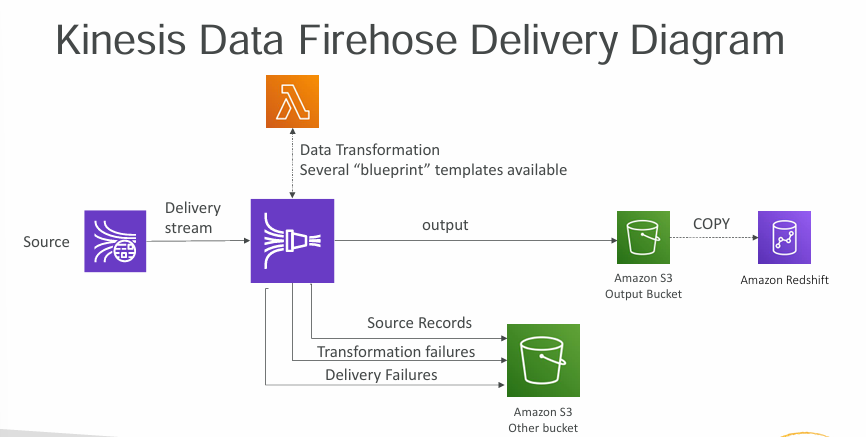 Kinesis Data Firehose Delivery Diagram
Data Transformation
Several “blueprint” templates available
Source
Delivery
stream
output
COPY
Amazon S3
Output Bucket
Amazon Redshift
Source Records
Transformation failures
Delivery Failures
Amazon S3
Other bucket